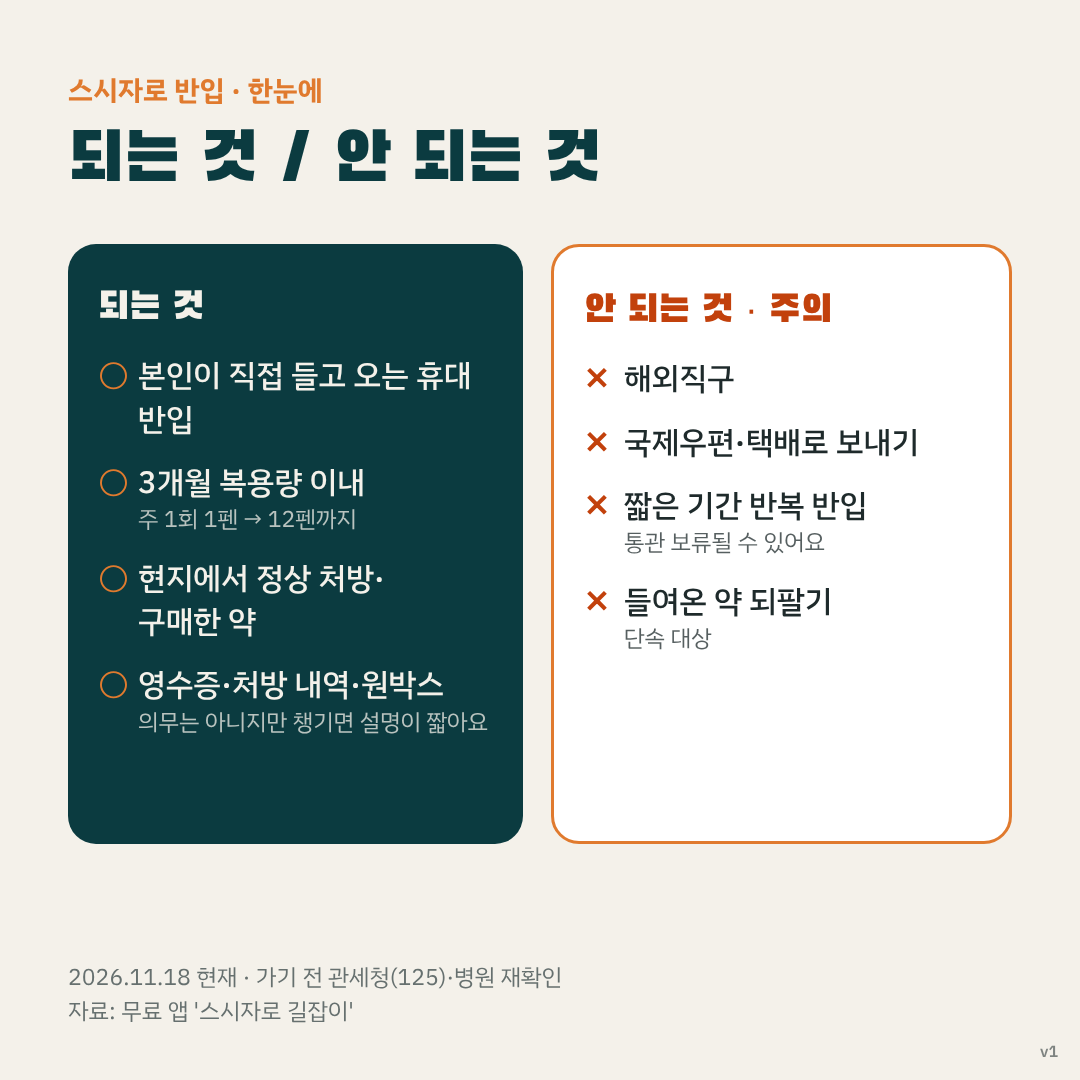 스시자로 반입 · 한눈에
되는 것 / 안 되는 것
되는 것
○ 본인이 직접 들고 오는 휴대
반입
○ 3개월 복용량 이내
주 1회 1펜 → 12펜까지
○ 현지에서 정상 처방·
구매한 약
○ 영수증·처방 내역·원박스
의무는 아니지만 챙기면 설명이 짧아요
안 되는 것 · 주의
✕ 해외직구
✕ 국제우편·택배로 보내기
✕ 짧은 기간 반복 반입
통관 보류될 수 있어요
✕ 들여온 약 되팔기
단속 대상
2026.11.18 현재 · 가기 전 관세청(125)·병원 재확인
자료: 무료 앱 '스시자로 길잡이'
v1